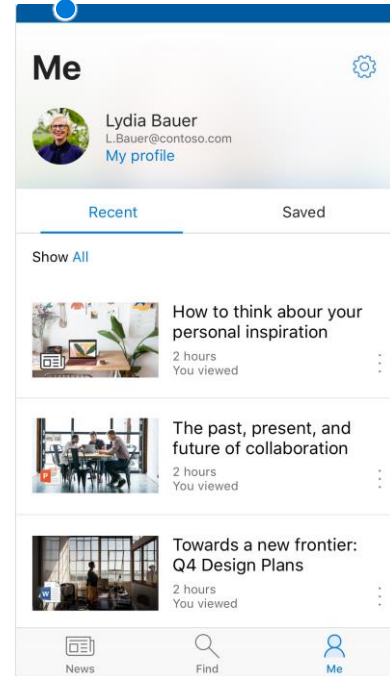 Me
Lydia Bauer
L.Bauer@contoso.com
My profile
Recent
Saved
Show All
How to think abour your
personal inspiration
2 hours
You viewed
The past, present, and
future of collaboration
2 hours
You viewed
Towards a new frontier:
Q4 Design Plans
2 hours
You viewed
News
Find
Me